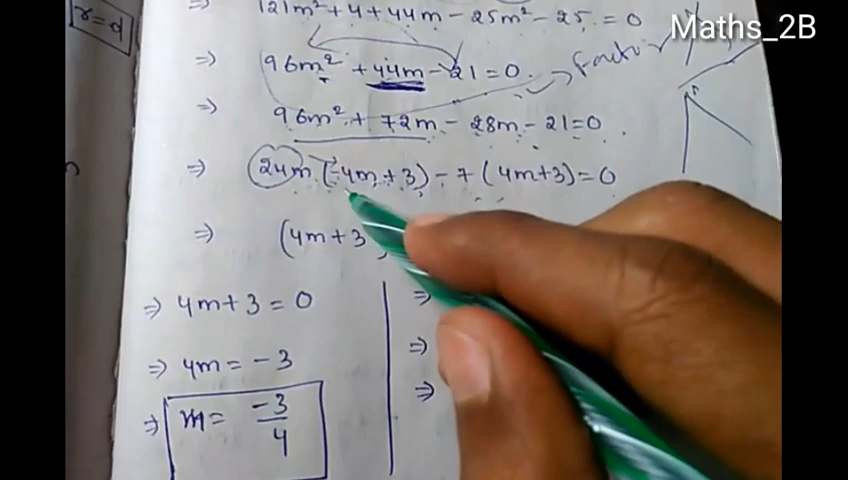 Maths_2B
r=d
⇒ 121m² + 4 + 44m - 25m² - 25 = 0
⇒ 96m² + 44m - 21 = 0. → Factor
⇒ 96m² + 72m - 28m - 21 = 0
⇒ 24m (4m + 3) - 7 (4m + 3) = 0
⇒ (4m + 3
⇒ 4m + 3 = 0
⇒ 4m = -3
⇒ m = -3/4
⇒
⇒
⇒